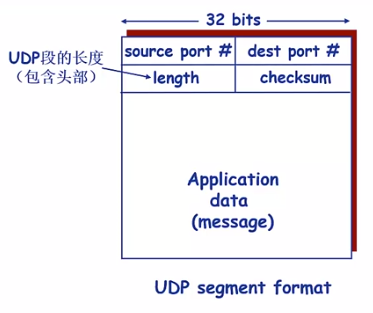 32 bits
source port # dest port #
UDP段的长度
（包含头部）
length checksum
Application
data
(message)
UDP segment format